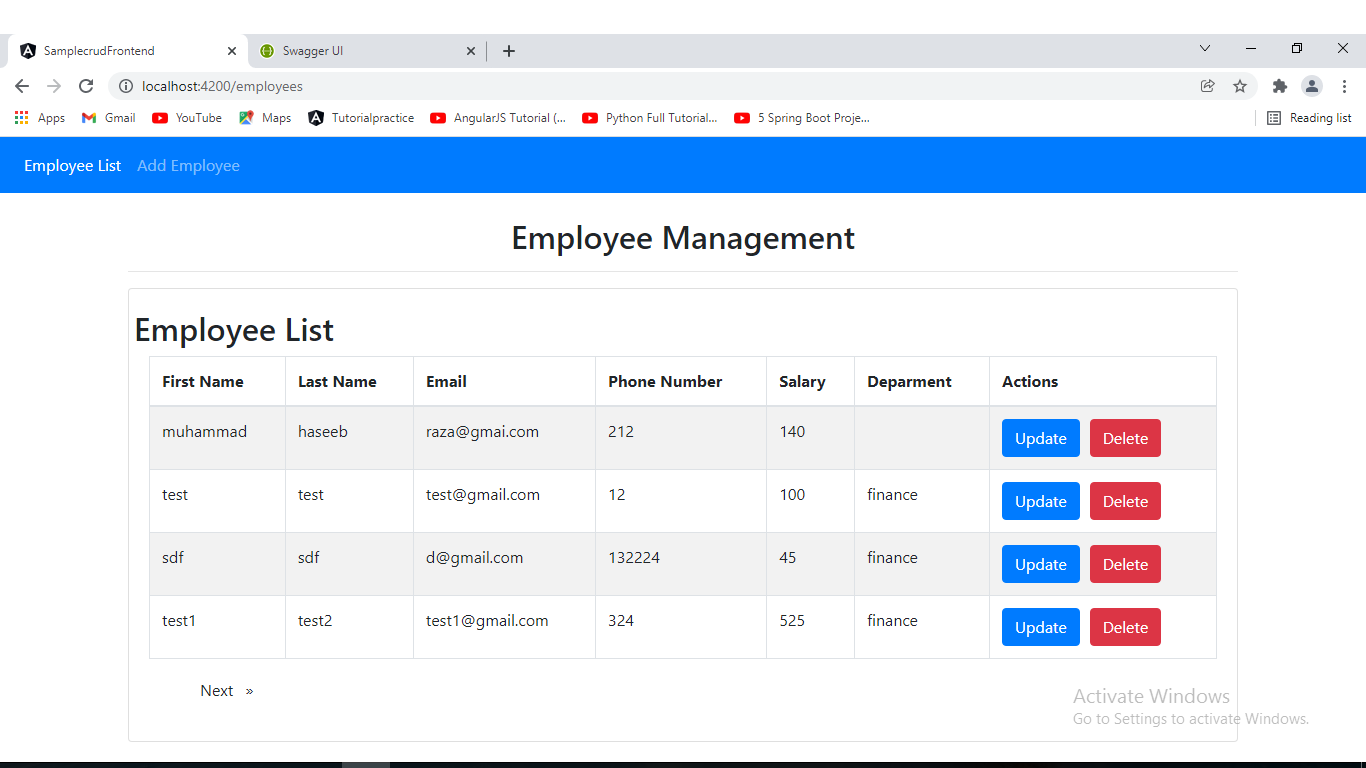 SamplecrudFrontend Swagger UI
localhost:4200/employees
Apps Gmail YouTube Maps Tutorialpractice AngularJS Tutorial (... Python Full Tutorial... 5 Spring Boot Proje... Reading list
Employee List Add Employee
Employee Management
Employee List
First Name Last Name Email Phone Number Salary Deparment Actions
muhammad haseeb raza@gmai.com 212 140 Update Delete
test test test@gmail.com 12 100 finance Update Delete
sdf sdf d@gmail.com 132224 45 finance Update Delete
test1 test2 test1@gmail.com 324 525 finance Update Delete
Next »
Activate Windows
Go to Settings to activate Windows.